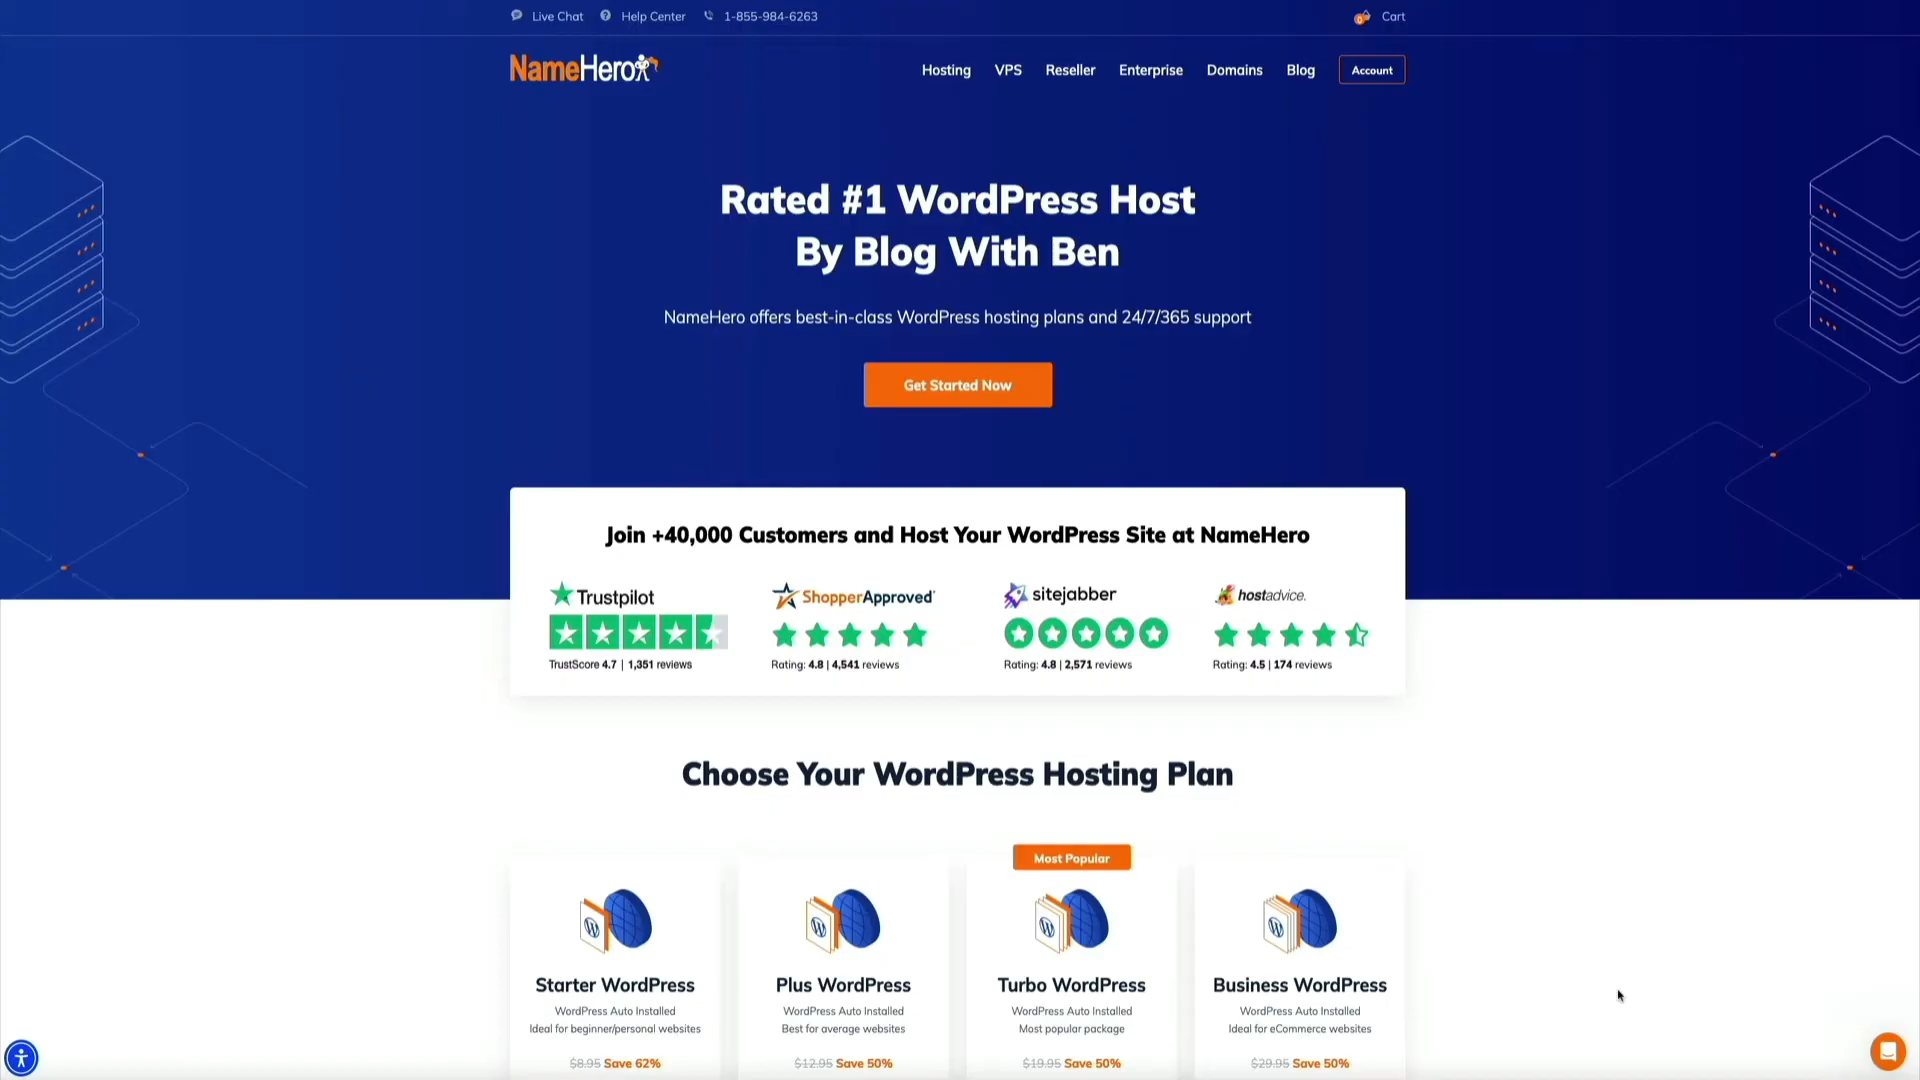 Live Chat Help Center 1-855-984-6263 0 Cart
NameHero Hosting VPS Reseller Enterprise Domains Blog Account
Rated #1 WordPress Host
By Blog With Ben
NameHero offers best-in-class WordPress hosting plans and 24/7/365 support
Get Started Now
Join +40,000 Customers and Host Your WordPress Site at NameHero
Trustpilot ShopperApproved sitejabber hostadvice.
TrustScore 4.7 | 1,351 reviews Rating: 4.8 | 4,541 reviews Rating: 4.8 | 2,571 reviews Rating: 4.5 | 174 reviews
Choose Your WordPress Hosting Plan
Most Popular
Starter WordPress Plus WordPress Turbo WordPress Business WordPress
WordPress Auto Installed WordPress Auto Installed WordPress Auto Installed WordPress Auto Installed
Ideal for beginner/personal websites Best for average websites Most popular package Ideal for eCommerce websites
$8.95 Save 62% $12.95 Save 50% $19.95 Save 50% $29.95 Save 50%